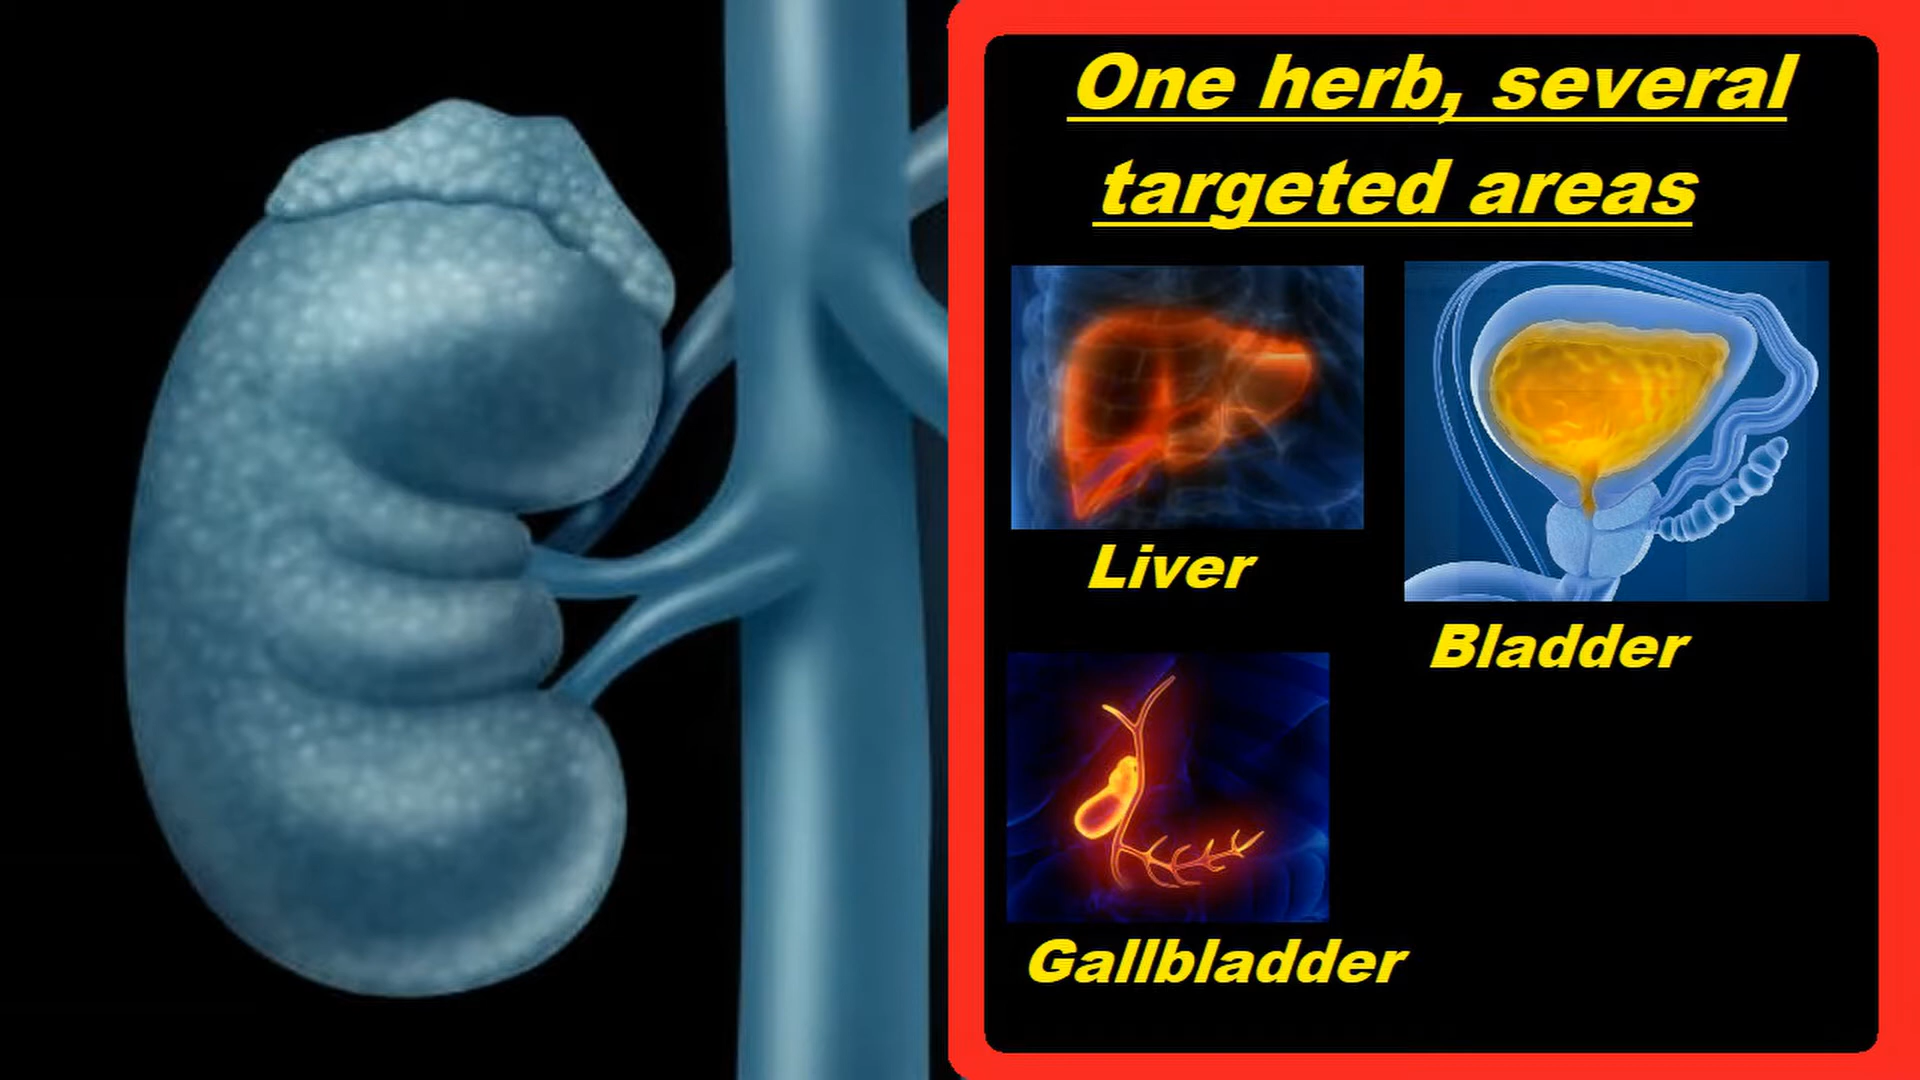 One herb, several
targeted areas
Liver
Bladder
Gallbladder